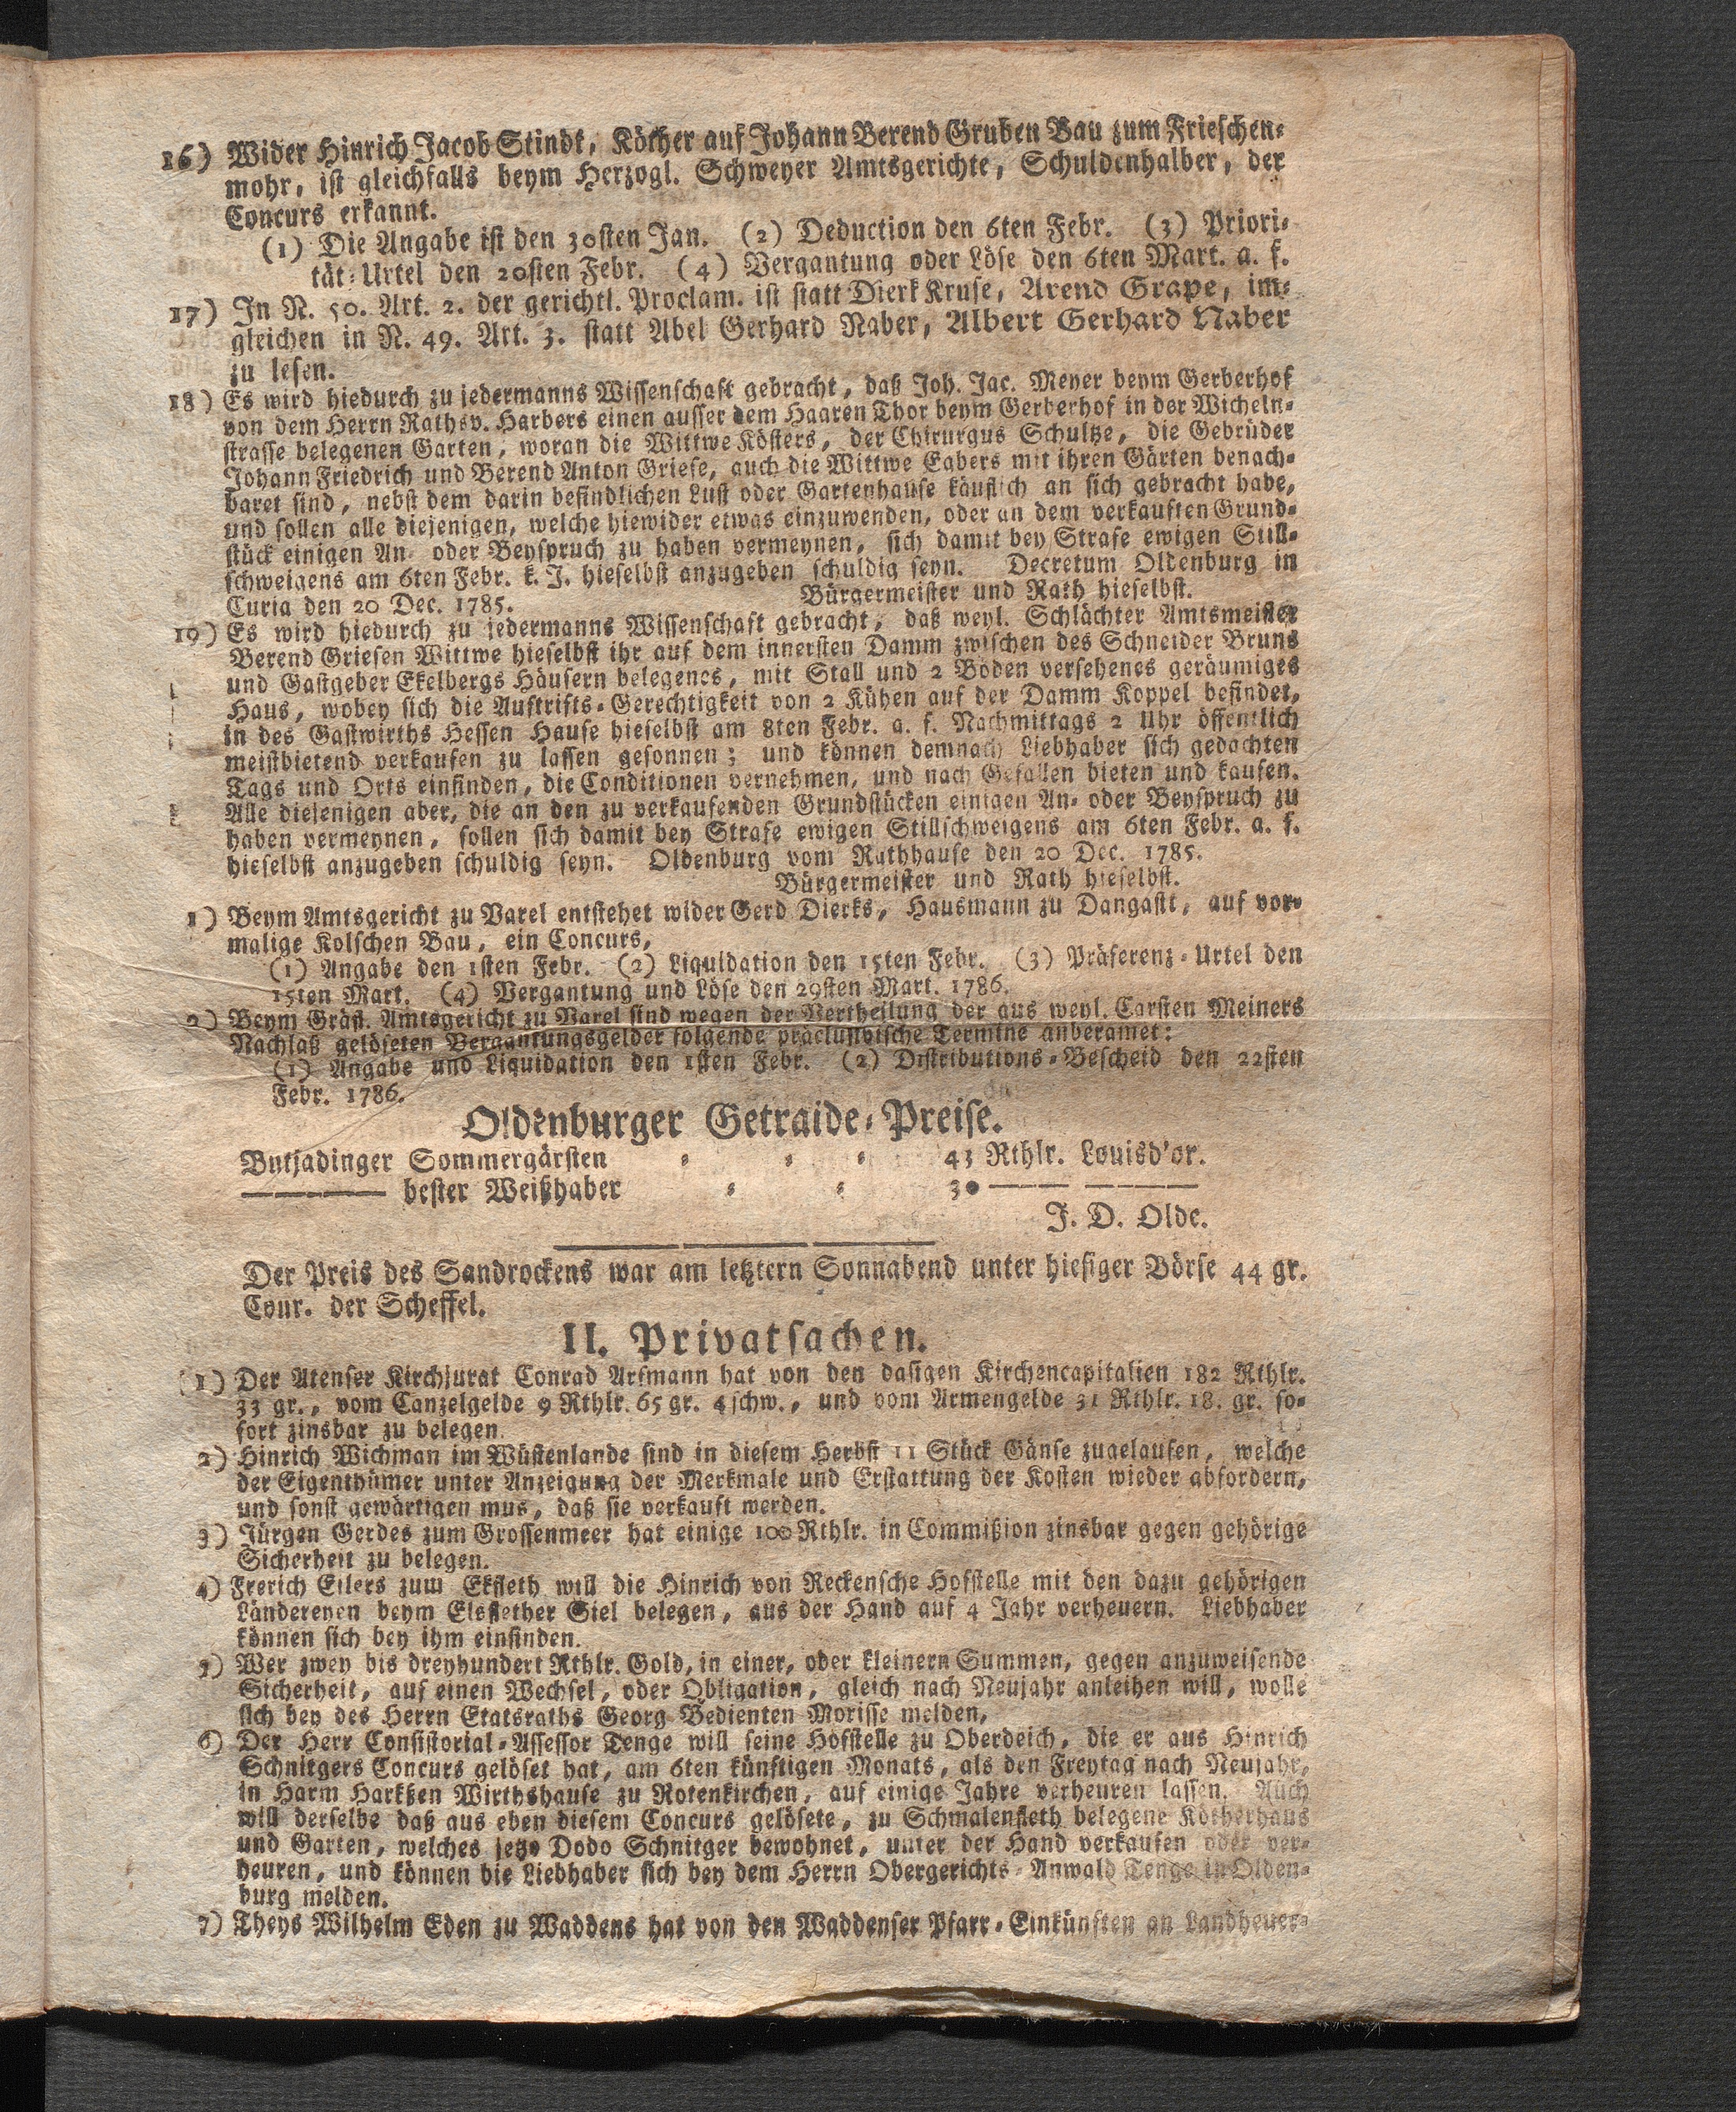 16) Wider Hinrich Jacob Stindt, Köther auf Johann Berend Gruben Bau zum Frieschen-
mohr, ist gleichfalls beym Herzogl. Schweyer Amtsgerichte, Schuldenhalber, der
Concurs erkannt.
(1) Die Angabe ist den 30sten Jan. (2) Deduction den 6ten Febr. (3) Priori-
tät-Urtel den 20sten Febr. (4) Vergantung oder Löse den 6ten Mart. a. f.
17) In N. 50. Art. 2. der gerichtl. Proclam. ist statt Dierk Kruse, Arend Grape, im-
gleichen in N. 49. Art. 3. statt Abel Gerhard Naber, Albert Gerhard Naber
zu lesen.
18) Es wird hiedurch zu jedermanns Wissenschaft gebracht, daß Joh. Jac. Meyer beym Gerberhof
von dem Herrn Rathsv. Harbers einen ausser dem Haaren Thor beym Gerberhof in der Wicheln-
strasse belegenen Garten, woran die Wittwe Kösters, der Chirurgus Schultze, die Gebrüder
Johann Friedrich und Berend Anton Griese, auch die Wittwe Egbers mit ihren Gärten benach-
baret sind, nebst dem darin befindlichen Lust oder Gartenhause käuflich an sich gebracht habe,
und sollen alle diejenigen, welche hiewider etwas einzuwenden, oder an dem verkauften Grund-
stück einigen An- oder Beyspruch zu haben vermeynen, sich damit bey Strafe ewigen Still-
schweigens am 6ten Febr. k. J. hieselbst anzugeben schuldig seyn. Decretum Oldenburg in
Curia den 20 Dec. 1785. Bürgermeister und Rath hieselbst.
19) Es wird hiedurch zu jedermanns Wissenschaft gebracht, daß weyl. Schlächter Amtsmeister
Berend Griesen Wittwe hieselbst ihr auf dem innersten Damm zwischen des Schneider Bruns
und Gastgeber Ekelbergs Häusern belegenes, mit Stall und 2 Böden versehenes geräumiges
Haus, wobey sich die Auftrifts-Gerechtigkeit von 2 Kühen auf der Damm Koppel befindet,
in des Gastwirths Hessen Hause hieselbst am 8ten Febr. a. f. Nachmittags 2 Uhr öffentlich
meistbietend verkaufen zu lassen gesonnen; und können demnach Liebhaber sich gedachten
Tags und Orts einfinden, die Conditionen vernehmen, und nach Gefallen bieten und kaufen.
Alle diejenigen aber, die an den zu verkaufenden Grundstücken einigen An- oder Beyspruch zu
haben vermeynen, sollen sich damit bey Strafe ewigen Stillschweigens am 6ten Febr. a. f.
hieselbst anzugeben schuldig seyn. Oldenburg vom Rathhause den 20 Dec. 1785.
Bürgermeister und Rath hieselbst.
1) Beym Amtsgericht zu Varel entstehet wider Gerd Dierks, Hausmann zu Dangastt, auf vor-
malige Kolschen Bau, ein Concurs,
(1) Angabe den 1sten Febr. (2) Liquidation den 15ten Febr. (3) Präferenz-Urtel den
15ten Mart. (4) Vergantung und Löse den 29sten Mart. 1786.
2) Beym Gräfl. Amtsgericht zu Varel sind wegen der Vertheilung der aus weyl. Carsten Meiners
Nachlaß gelöseten Vergantungsgelder folgende präclusivische Termine anberamet:
(1) Angabe und Liquidation den 1sten Febr. (2) Distributions-Bescheid den 22sten
Febr. 1786.
Oldenburger Getraide-Preise.
Butjadinger Sommergärsten - - - 43 Rthlr. Louisd'or.
——— bester Weißhaber - - 30 —— ———
J. D. Olde.
Der Preis des Sandrockens war am letztern Sonnabend unter hiesiger Börse 44 gr.
Cour. der Scheffel.
II. Privatsachen.
1) Der Atenser Kirchjurat Conrad Arfmann hat von den dasigen Kirchencapitalien 182 Rthlr.
33 gr., vom Canzelgelde 9 Rthlr. 65 gr. 4 schw., und vom Armengelde 31 Rthlr. 18. gr. so-
fort zinsbar zu belegen.
2) Hinrich Wichman im Wüstenlande sind in diesem Herbst 11 Stück Gänse zugelaufen, welche
der Eigenthümer unter Anzeigung der Merkmale und Erstattung der Kosten wieder abfordern,
und sonst gewärtigen mus, daß sie verkauft werden.
3) Jürgen Gerdes zum Grossenmeer hat einige 100 Rthlr. in Commißion zinsbar gegen gehörige
Sicherheit zu belegen.
4) Frerich Eilers zum Ekfleth will die Hinrich von Reckensche Hofstelle mit den dazu gehörigen
Ländereyen beym Elsflether Siel belegen, aus der Hand auf 4 Jahr verheuern. Liebhaber
können sich bey ihm einfinden.
5) Wer zwey bis dreyhundert Rthlr. Gold, in einer, oder kleinern Summen, gegen anzuweisende
Sicherheit, auf einen Wechsel, oder Obligation, gleich nach Neujahr anleihen will, wolle
sich bey des Herrn Etatsraths Georg Bedienten Morisse melden,
6) Der Herr Consistorial-Assessor Tenge will seine Hofstelle zu Oberdeich, die er aus Hinrich
Schnitgers Concurs gelöset hat, am 6ten künftigen Monats, als den Freytag nach Neujahr,
in Harm Harkßen Wirthshause zu Rotenkirchen, auf einige Jahre verheuren lassen. Auch
will derselbe daß aus eben diesem Concurs gelösete, zu Schmalenfleth belegene Kötherhaus
und Garten, welches jetzo Dodo Schnitger bewohnet, unter der Hand verkaufen oder ver-
heuren, und können die Liebhaber sich bey dem Herrn Obergerichts-Anwald Tenge in Olden-
burg melden.
7) Theys Wilhelm Eden zu Waddens hat von den Waddenser Pfarr-Einkünften an Landheuer-